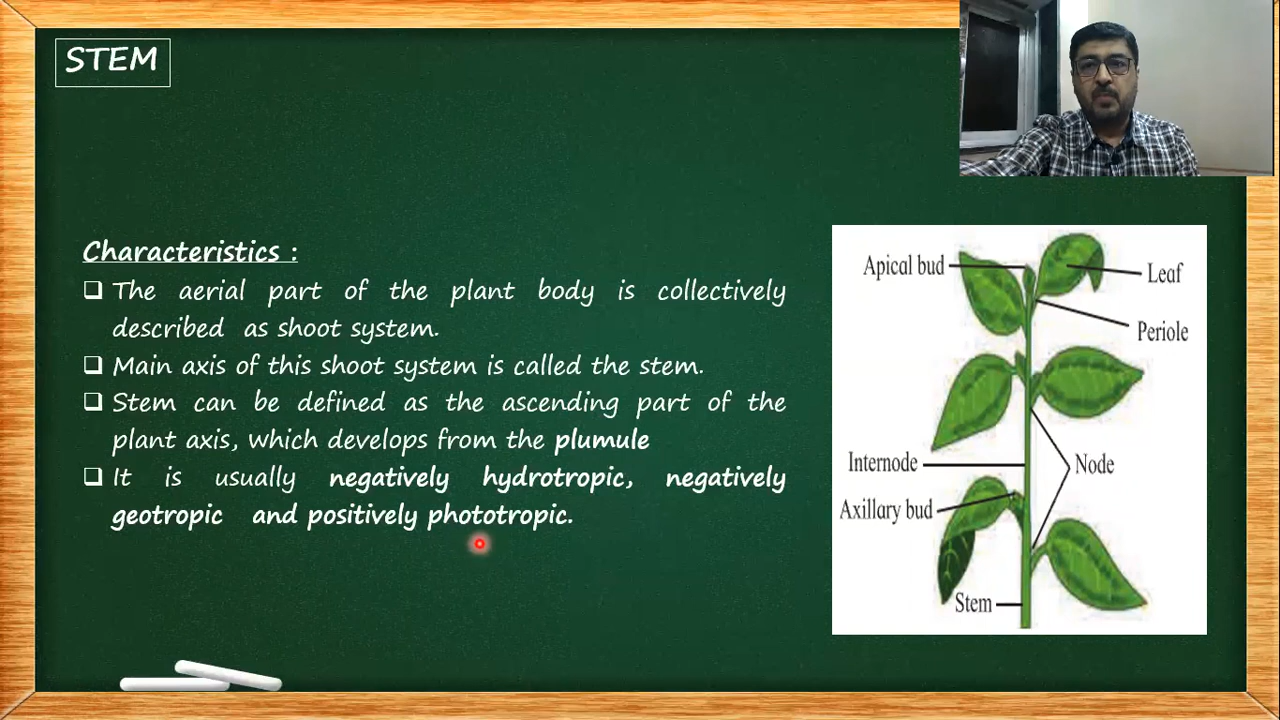 STEM
Characteristics :
❑ The aerial part of the plant body is collectively
described as shoot system.
❑ Main axis of this shoot system is called the stem.
❑ Stem can be defined as the ascending part of the
plant axis, which develops from the plumule
❑ It is usually negatively hydrotropic, negatively
geotropic and positively phototropic.
Apical bud
Leaf
Periole
Internode
Node
Axillary bud
Stem